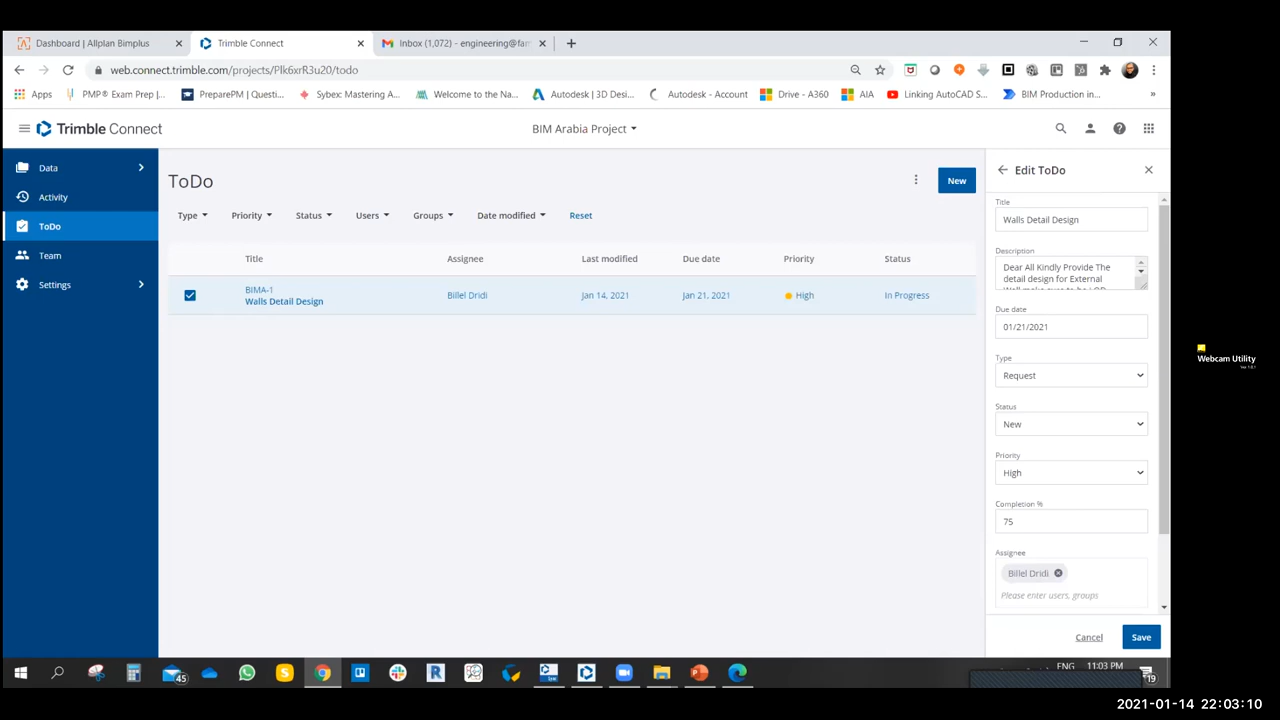 Dashboard | Allplan Bimplus
Trimble Connect
Inbox (1,072) - engineering@fam
web.connect.trimble.com/projects/Plk6xrR3u20/todo
Apps
PMP® Exam Prep |...
PreparePM | Questi...
Sybex: Mastering A...
Welcome to the Na...
Autodesk | 3D Desi...
Autodesk - Account
Drive - A360
AIA
Linking AutoCAD S...
BIM Production in...
»
Trimble Connect
BIM Arabia Project
Data
Activity
ToDo
Team
Settings
ToDo
New
Type
Priority
Status
Users
Groups
Date modified
Reset
Title
Assignee
Last modified
Due date
Priority
Status
BIMA-1
Walls Detail Design
Billel Dridi
Jan 14, 2021
Jan 21, 2021
High
In Progress
Edit ToDo
Title
Walls Detail Design
Description
Dear All Kindly Provide The
detail design for External
Due date
01/21/2021
Type
Request
Status
New
Priority
High
Completion %
75
Assignee
Billel Dridi
Please enter users, groups
Cancel
Save
Webcam Utility
45
ENG
11:03 PM
19
2021-01-14 22:03:10